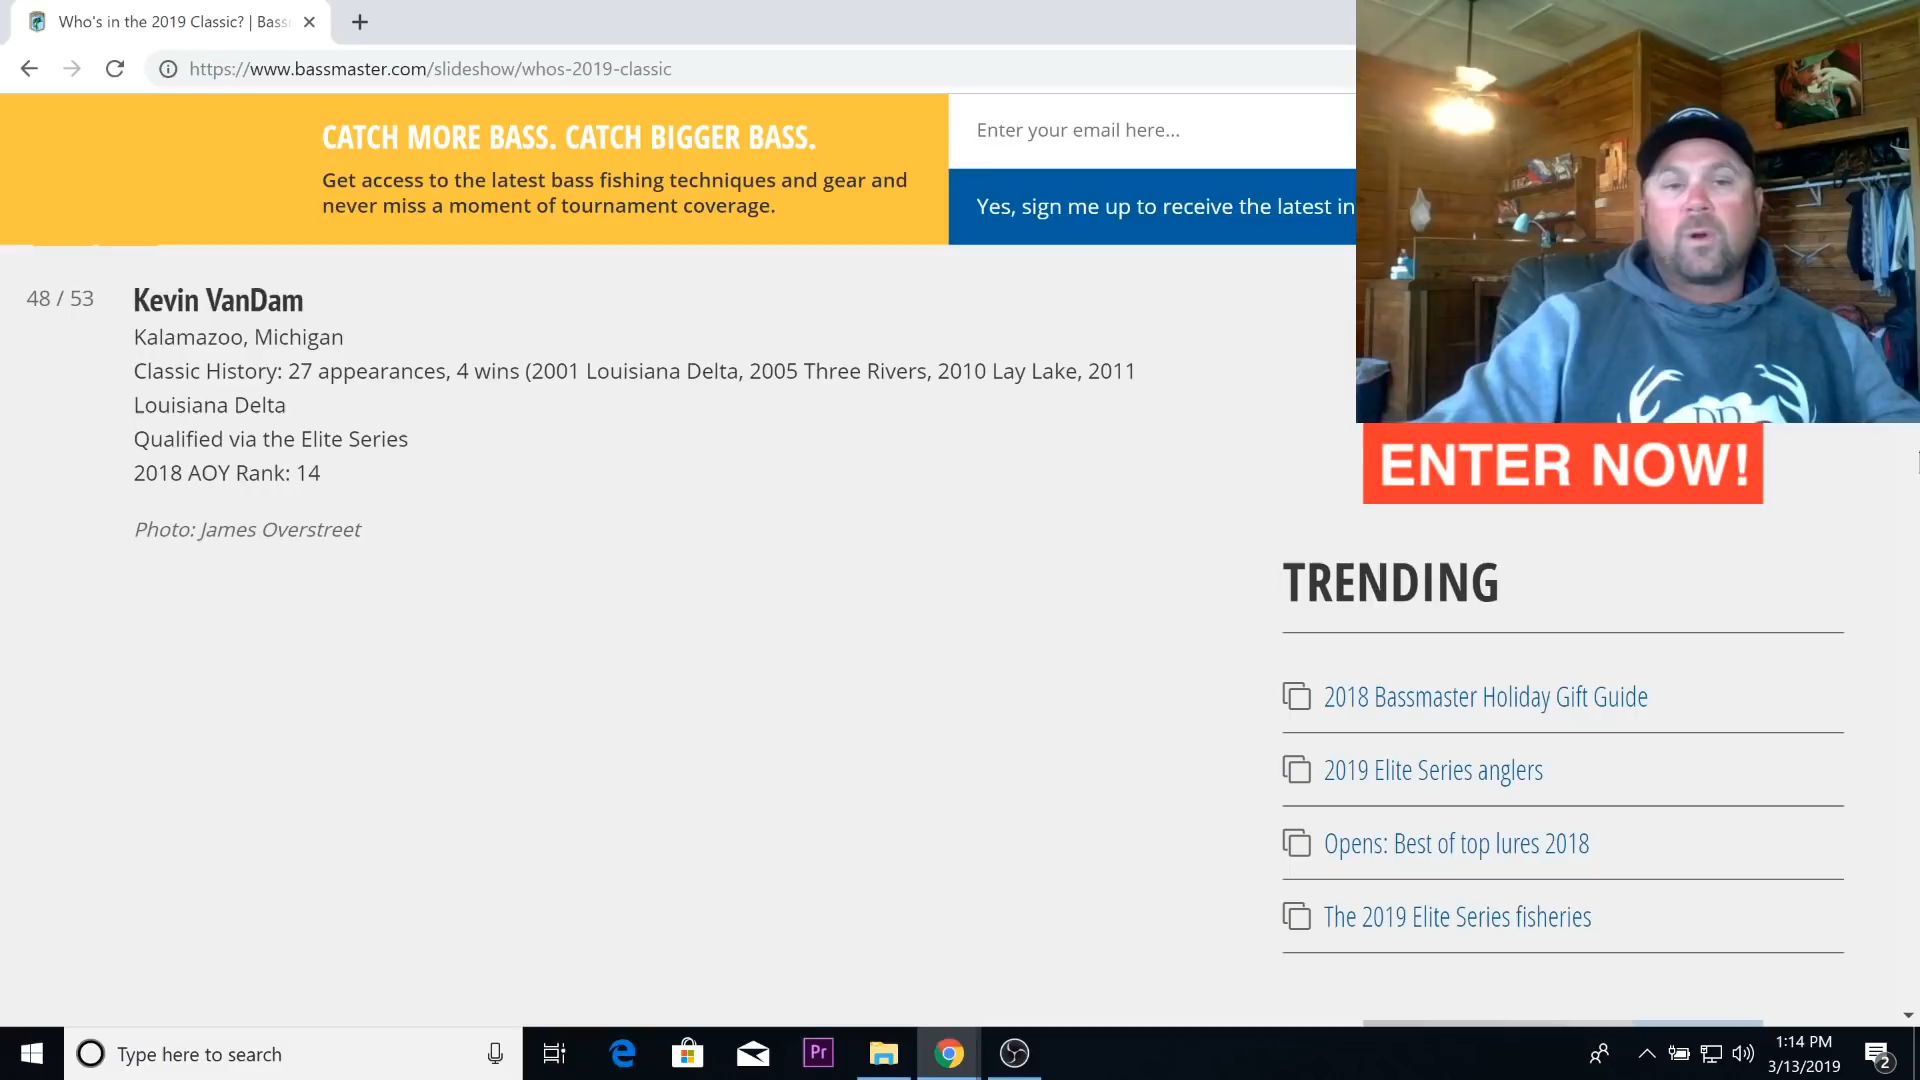 Who's in the 2019 Classic? | Bass
https://www.bassmaster.com/slideshow/whos-2019-classic
CATCH MORE BASS. CATCH BIGGER BASS.
Get access to the latest bass fishing techniques and gear and
never miss a moment of tournament coverage.
Enter your email here...
Yes, sign me up to receive the latest in
48 / 53
Kevin VanDam
Kalamazoo, Michigan
Classic History: 27 appearances, 4 wins (2001 Louisiana Delta, 2005 Three Rivers, 2010 Lay Lake, 2011
Louisiana Delta
Qualified via the Elite Series
2018 AOY Rank: 14
Photo: James Overstreet
ENTER NOW!
TRENDING
2018 Bassmaster Holiday Gift Guide
2019 Elite Series anglers
Opens: Best of top lures 2018
The 2019 Elite Series fisheries
Type here to search
Pr
1:14 PM
3/13/2019
2